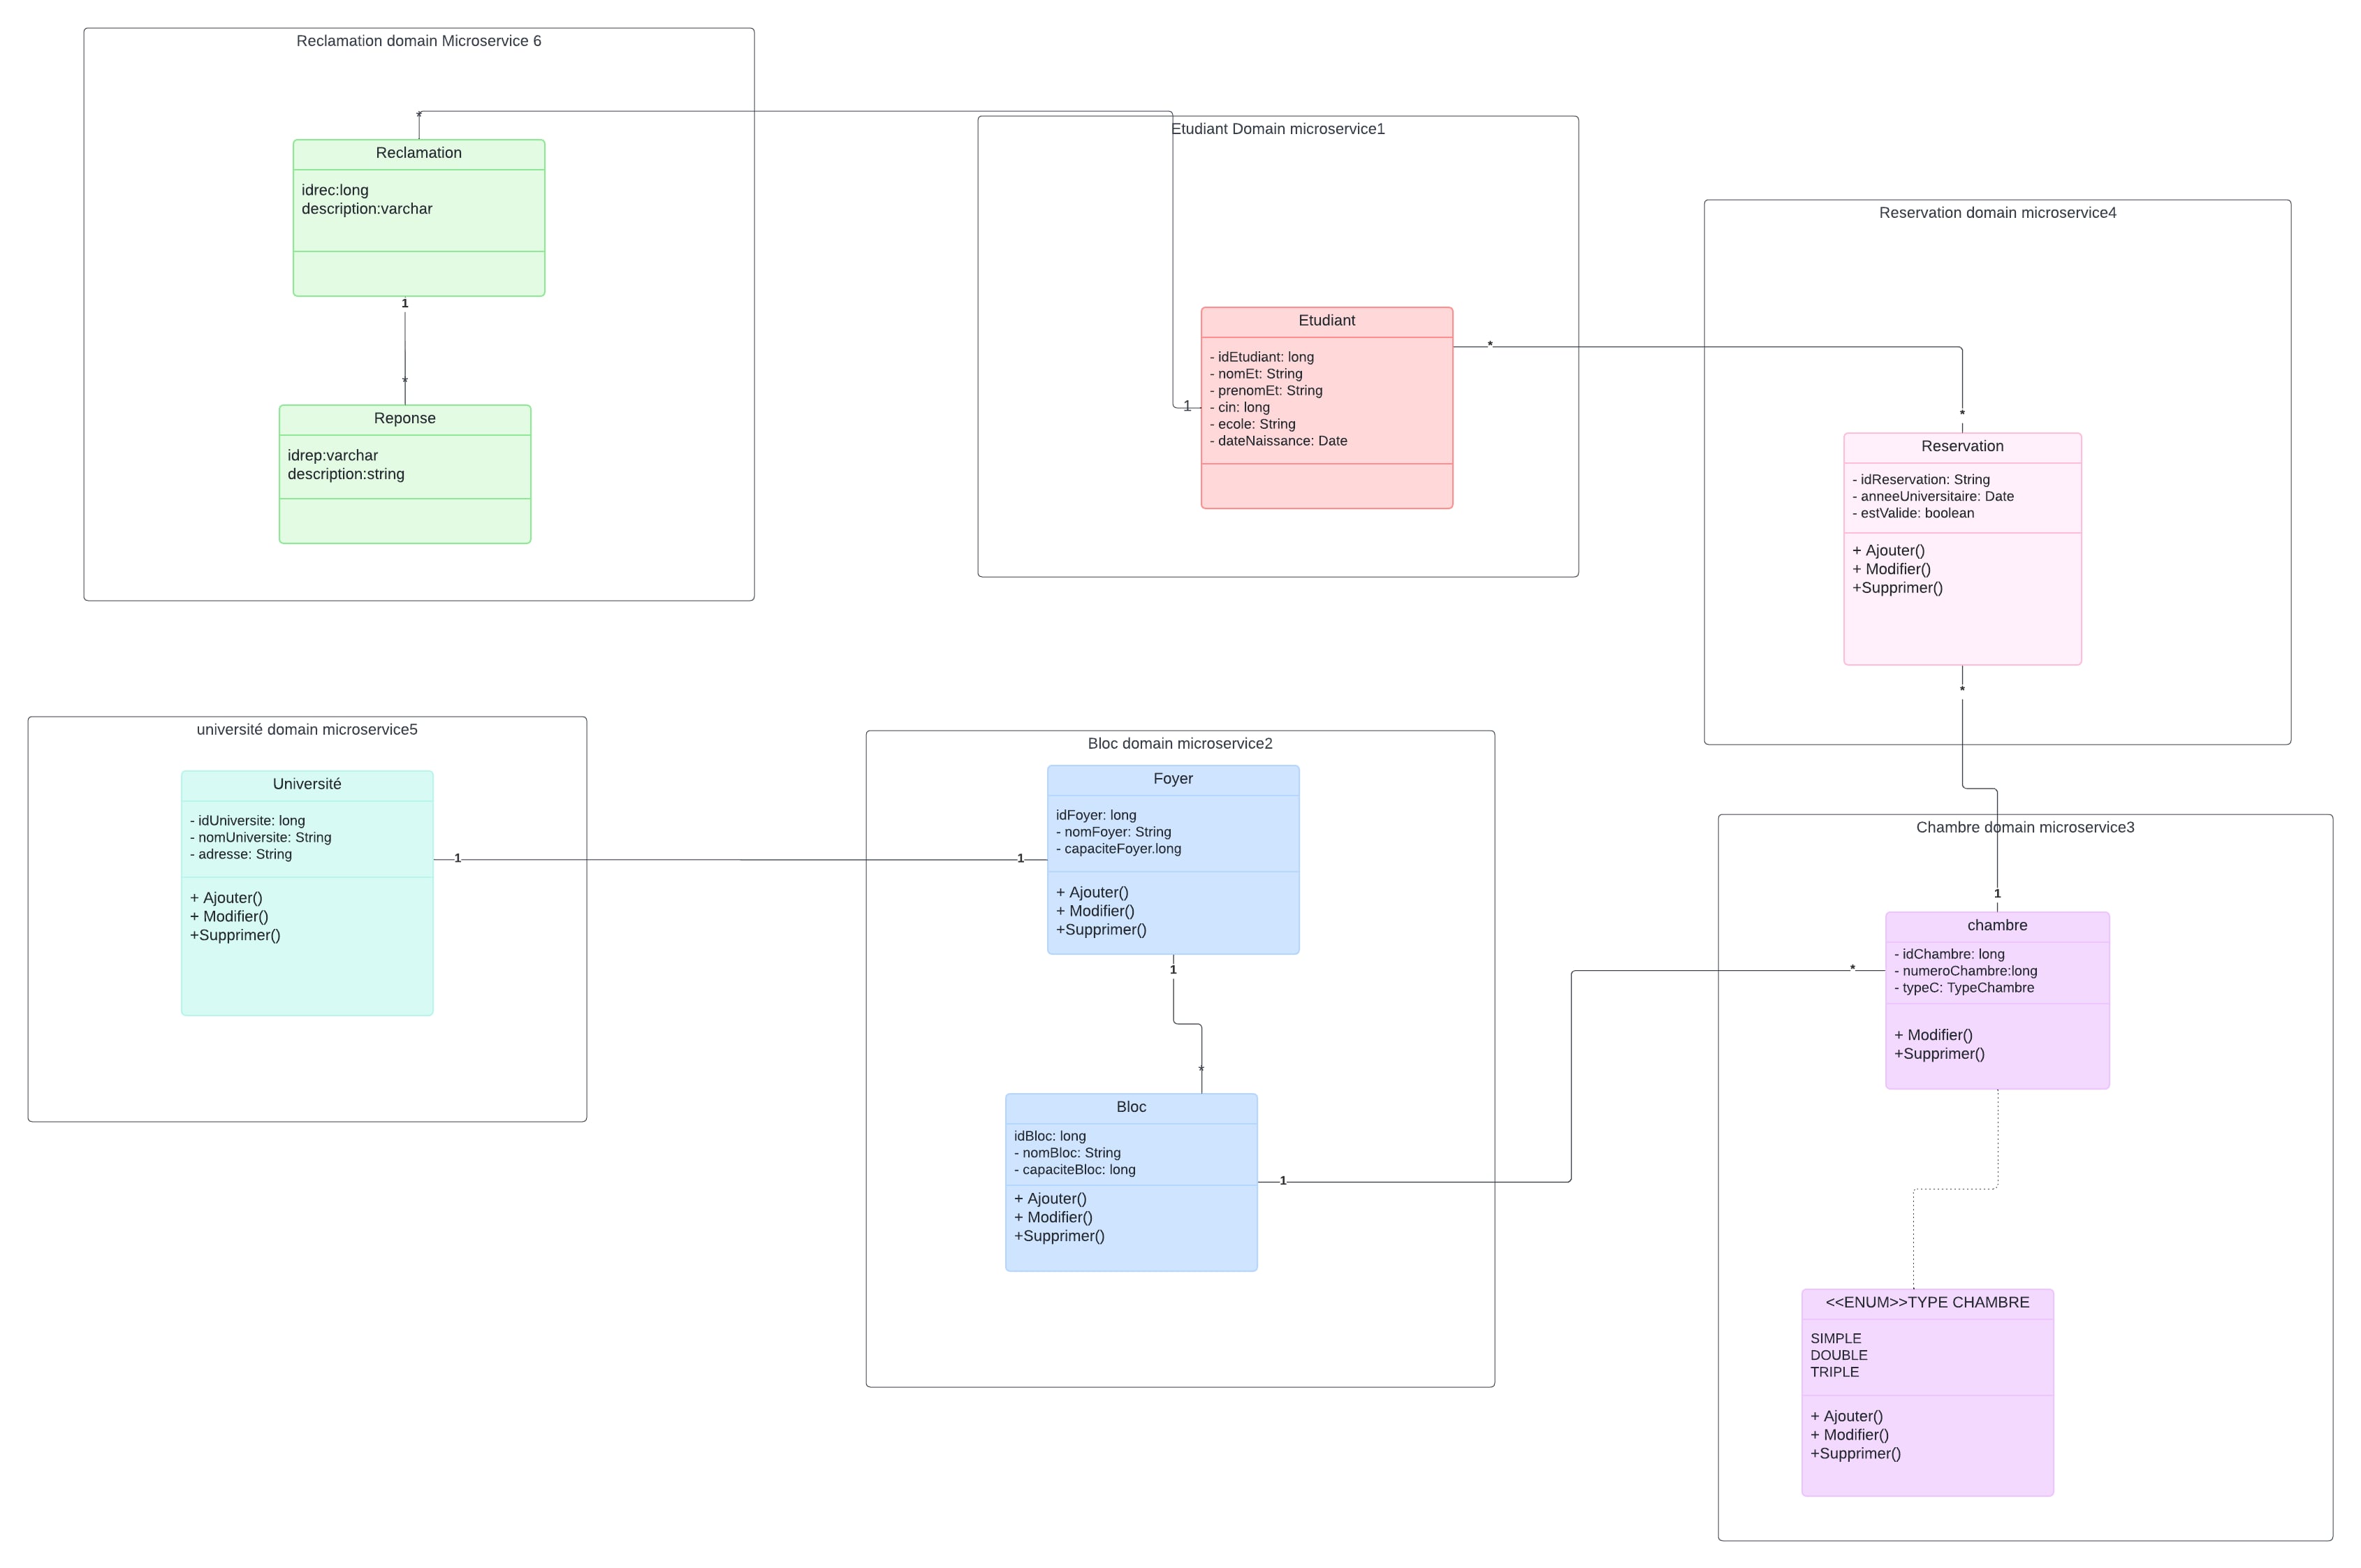 Reclamation domain Microservice 6
*
Reclamation
idrec:long
description:varchar
1
*
Reponse
idrep:varchar
description:string
Etudiant Domain microservice1
Etudiant
- idEtudiant: long
- nomEt: String
- prenomEt: String
- cin: long
- ecole: String
- dateNaissance: Date
1
*
Reservation domain microservice4
*
Reservation
- idReservation: String
- anneeUniversitaire: Date
- estValide: boolean
+ Ajouter()
+ Modifier()
+Supprimer()
*
université domain microservice5
Université
- idUniversite: long
- nomUniversite: String
- adresse: String
+ Ajouter()
+ Modifier()
+Supprimer()
1
Bloc domain microservice2
1
Foyer
idFoyer: long
- nomFoyer: String
- capaciteFoyer.long
+ Ajouter()
+ Modifier()
+Supprimer()
1
*
Bloc
idBloc: long
- nomBloc: String
- capaciteBloc: long
+ Ajouter()
+ Modifier()
+Supprimer()
1
Chambre domain microservice3
1
*
chambre
- idChambre: long
- numeroChambre:long
- typeC: TypeChambre
+ Modifier()
+Supprimer()
<<ENUM>>TYPE CHAMBRE
SIMPLE
DOUBLE
TRIPLE
+ Ajouter()
+ Modifier()
+Supprimer()